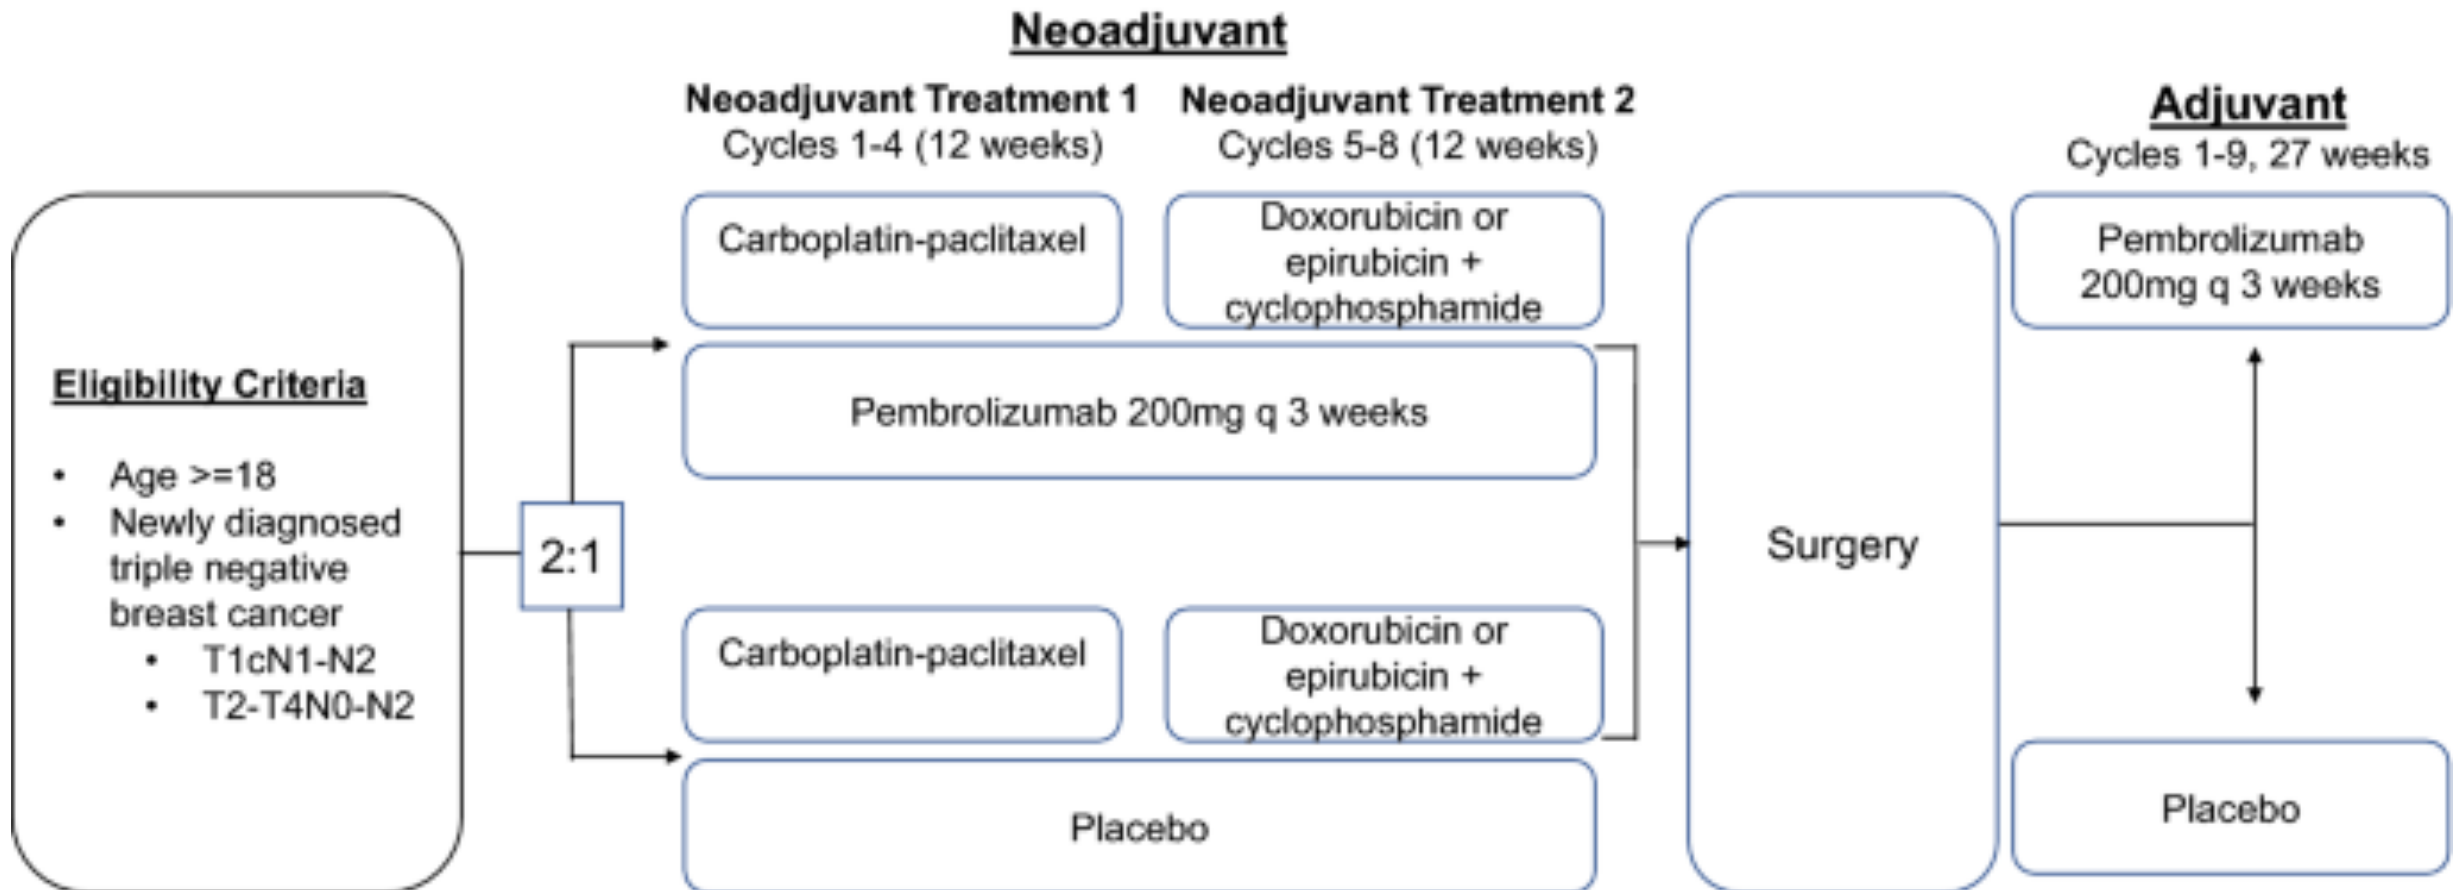 Neoadjuvant
Neoadjuvant Treatment 1
Cycles 1-4 (12 weeks)
Neoadjuvant Treatment 2
Cycles 5-8 (12 weeks)
Adjuvant
Cycles 1-9, 27 weeks
Eligibility Criteria
• Age >=18
• Newly diagnosed
triple negative
breast cancer
• T1cN1-N2
• T2-T4N0-N2
2:1
Carboplatin-paclitaxel
Doxorubicin or
epirubicin +
cyclophosphamide
Pembrolizumab 200mg q 3 weeks
Carboplatin-paclitaxel
Doxorubicin or
epirubicin +
cyclophosphamide
Placebo
Surgery
Pembrolizumab
200mg q 3 weeks
Placebo